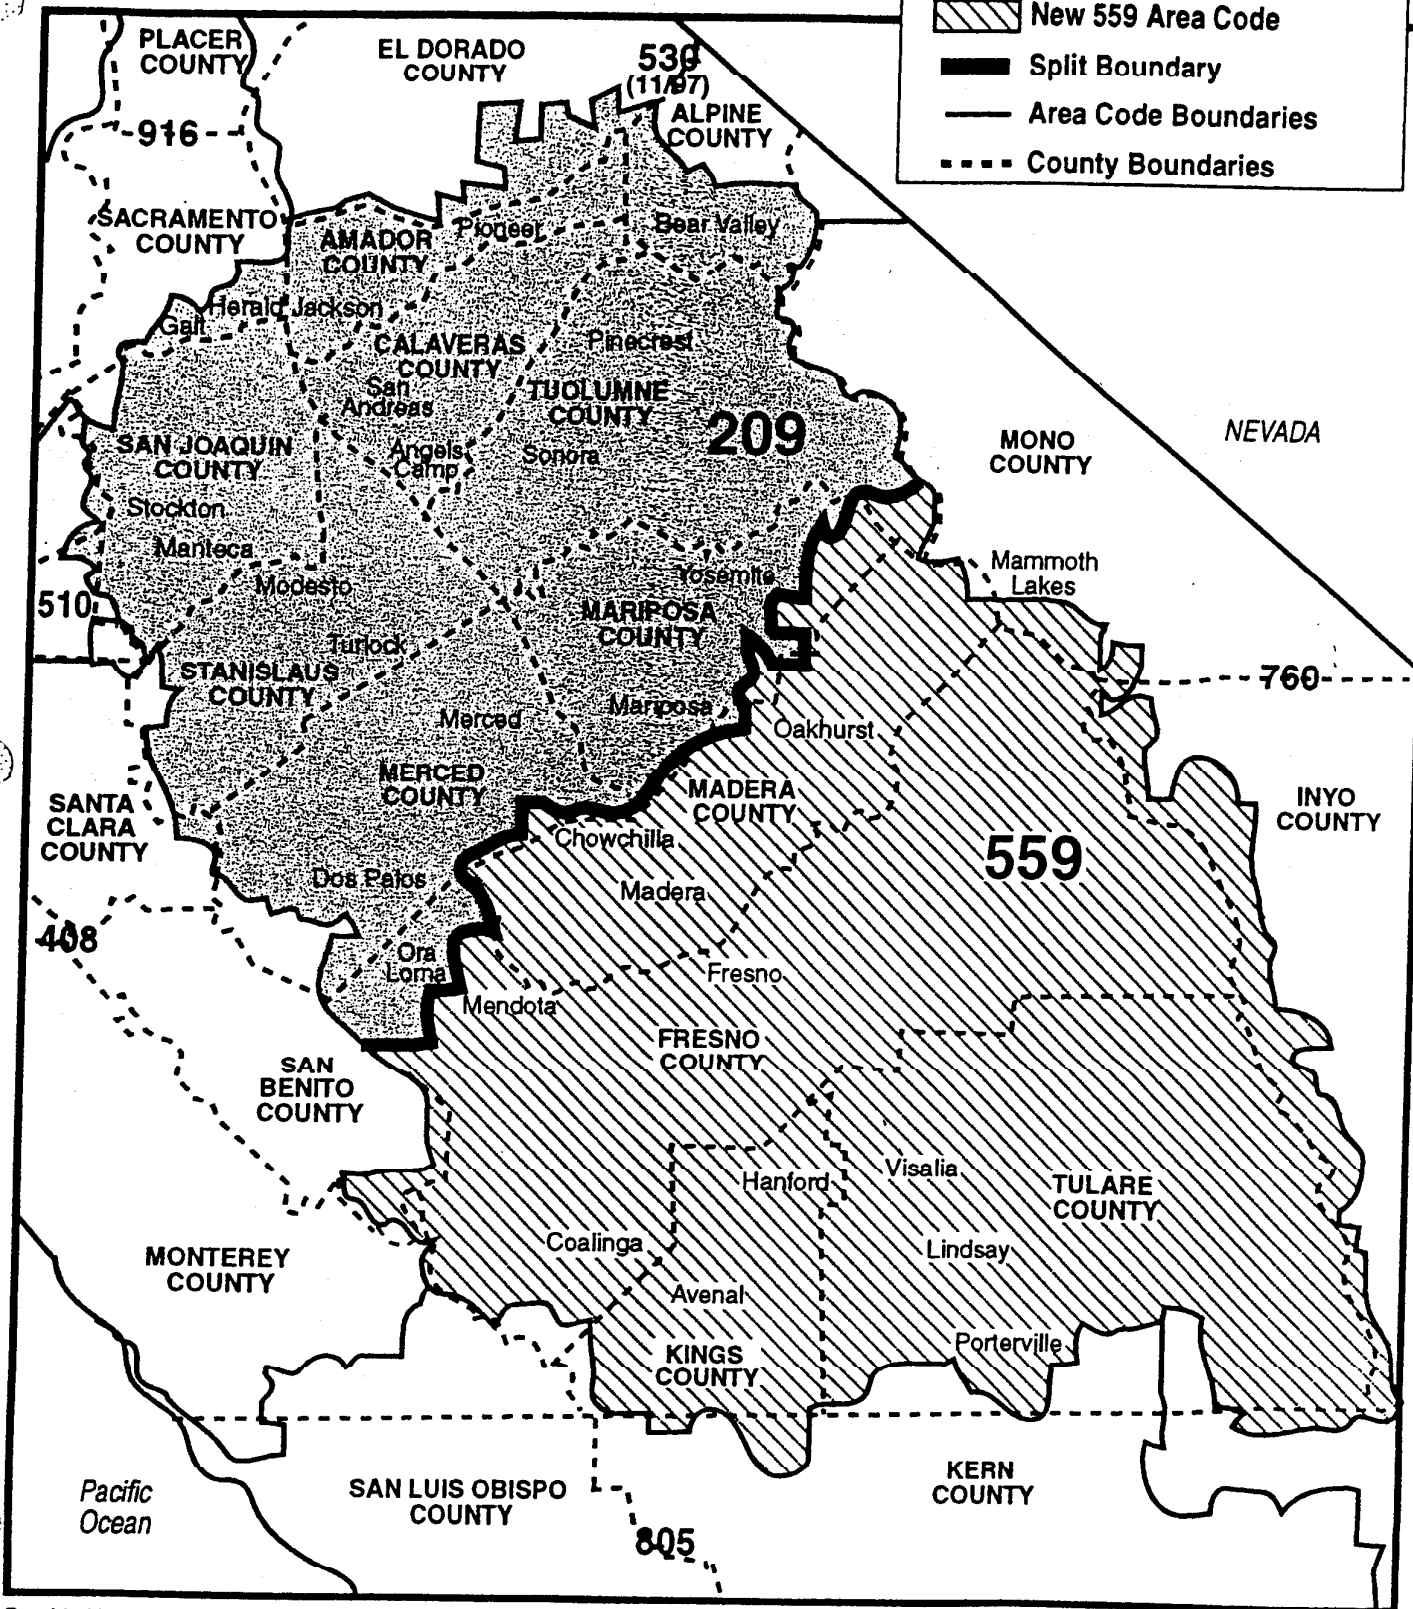 New 559 Area Code
Split Boundary
Area Code Boundaries
County Boundaries
PLACER
COUNTY
EL DORADO
COUNTY
530
(11/97)
ALPINE
COUNTY
916
SACRAMENTO
COUNTY
AMADOR
COUNTY
Pioneer
Bear Valley
Herald
Jackson
Galt
CALAVERAS
COUNTY
Pinecrest
San
Andreas
TUOLUMNE
COUNTY
209
NEVADA
MONO
COUNTY
SAN JOAQUIN
COUNTY
Angels
Camp
Sonora
Stockton
Manteca
Modesto
Yosemite
Mammoth
Lakes
510
MARIPOSA
COUNTY
Turlock
STANISLAUS
COUNTY
760
Merced
Mariposa
Oakhurst
MERCED
COUNTY
MADERA
COUNTY
INYO
COUNTY
SANTA
CLARA
COUNTY
Chowchilla
559
Dos Palos
Madera
408
Ora
Loma
Fresno
Mendota
FRESNO
COUNTY
SAN
BENITO
COUNTY
Hanford
Visalia
TULARE
COUNTY
Coalinga
Lindsay
MONTEREY
COUNTY
Avenal
Porterville
KINGS
COUNTY
Pacific
Ocean
SAN LUIS OBISPO
COUNTY
KERN
COUNTY
805